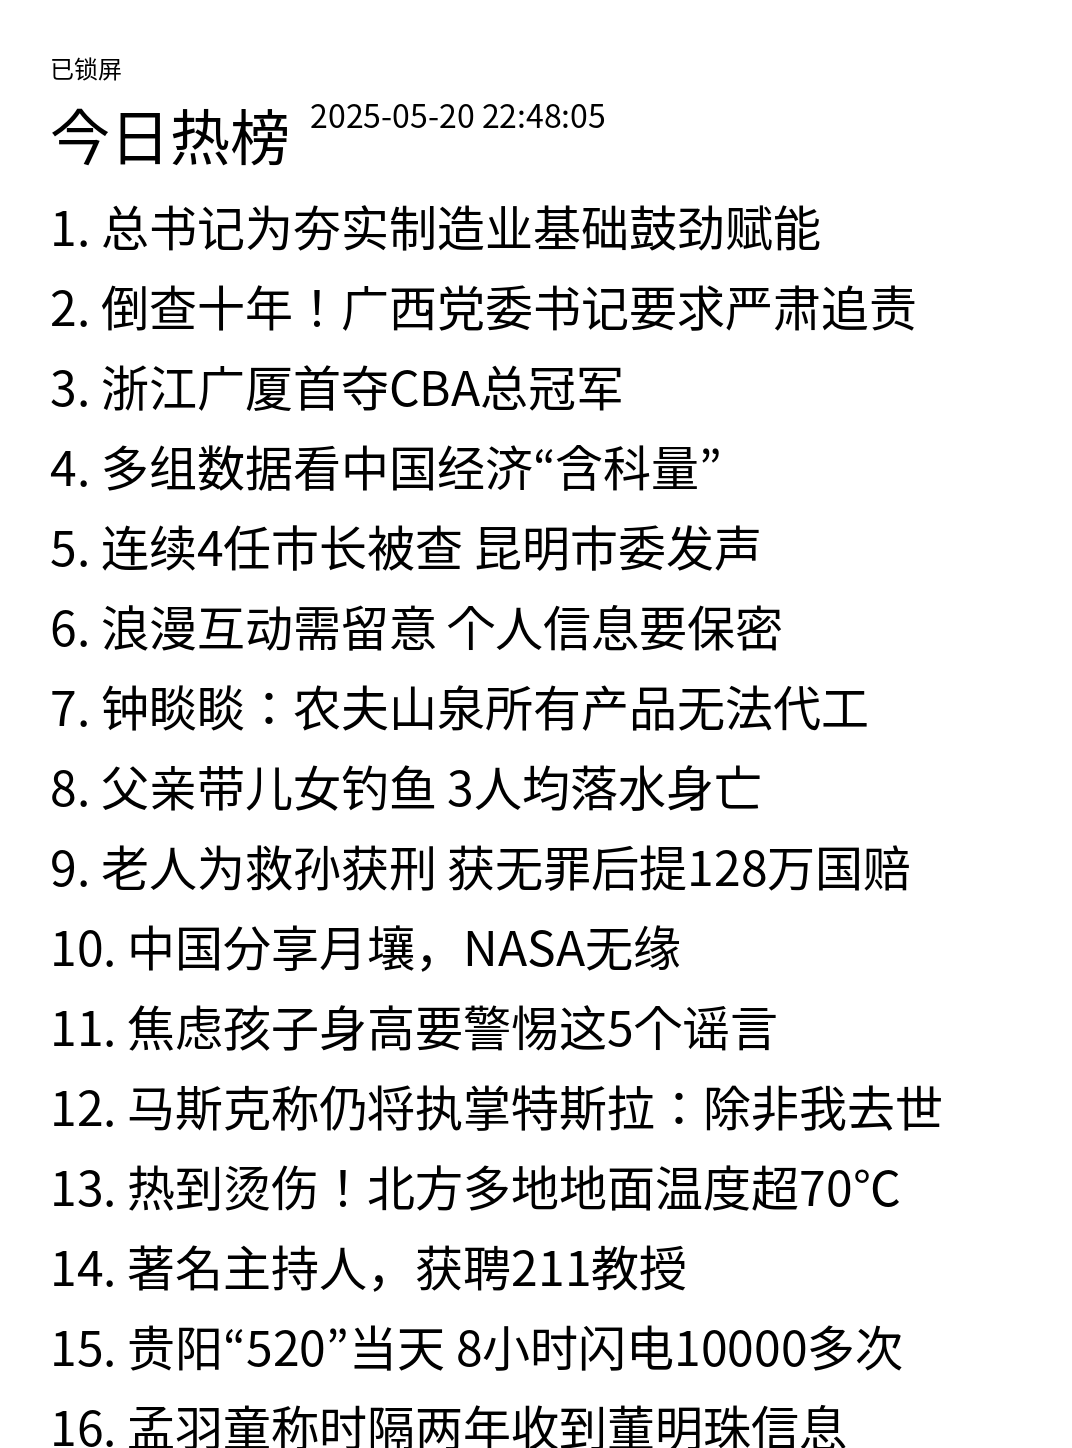 已锁屏
今日热榜 2025-05-20 22:48:05
1. 总书记为夯实制造业基础鼓劲赋能
2. 倒查十年！广西党委书记要求严肃追责
3. 浙江广厦首夺CBA总冠军
4. 多组数据看中国经济“含科量”
5. 连续4任市长被查 昆明市委发声
6. 浪漫互动需留意 个人信息要保密
7. 钟睒睒：农夫山泉所有产品无法代工
8. 父亲带儿女钓鱼 3人均落水身亡
9. 老人为救孙获刑 获无罪后提128万国赔
10. 中国分享月壤，NASA无缘
11. 焦虑孩子身高要警惕这5个谣言
12. 马斯克称仍将执掌特斯拉：除非我去世
13. 热到烫伤！北方多地地面温度超70℃
14. 著名主持人，获聘211教授
15. 贵阳“520”当天 8小时闪电10000多次
16. 孟羽童称时隔两年收到董明珠信息